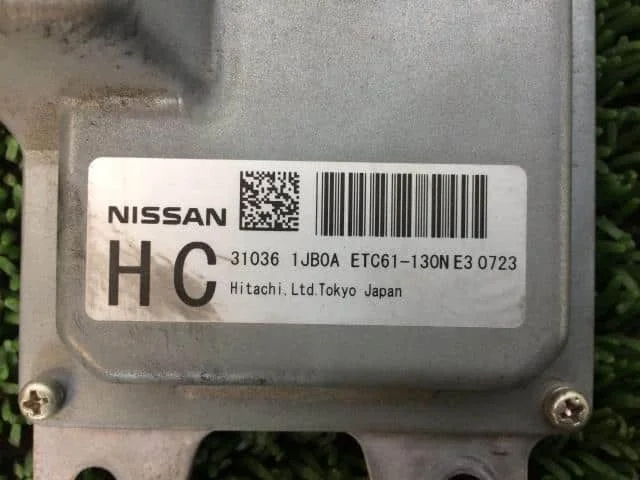 NISSAN
HC
31036 1JB0A ETC61-130N E3 0723
Hitachi.Ltd.Tokyo Japan